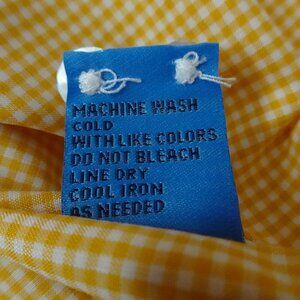 MACHINE WASH
COLD
WITH LIKE COLORS
DO NOT BLEACH
LINE DRY
COOL IRON
AS NEEDED